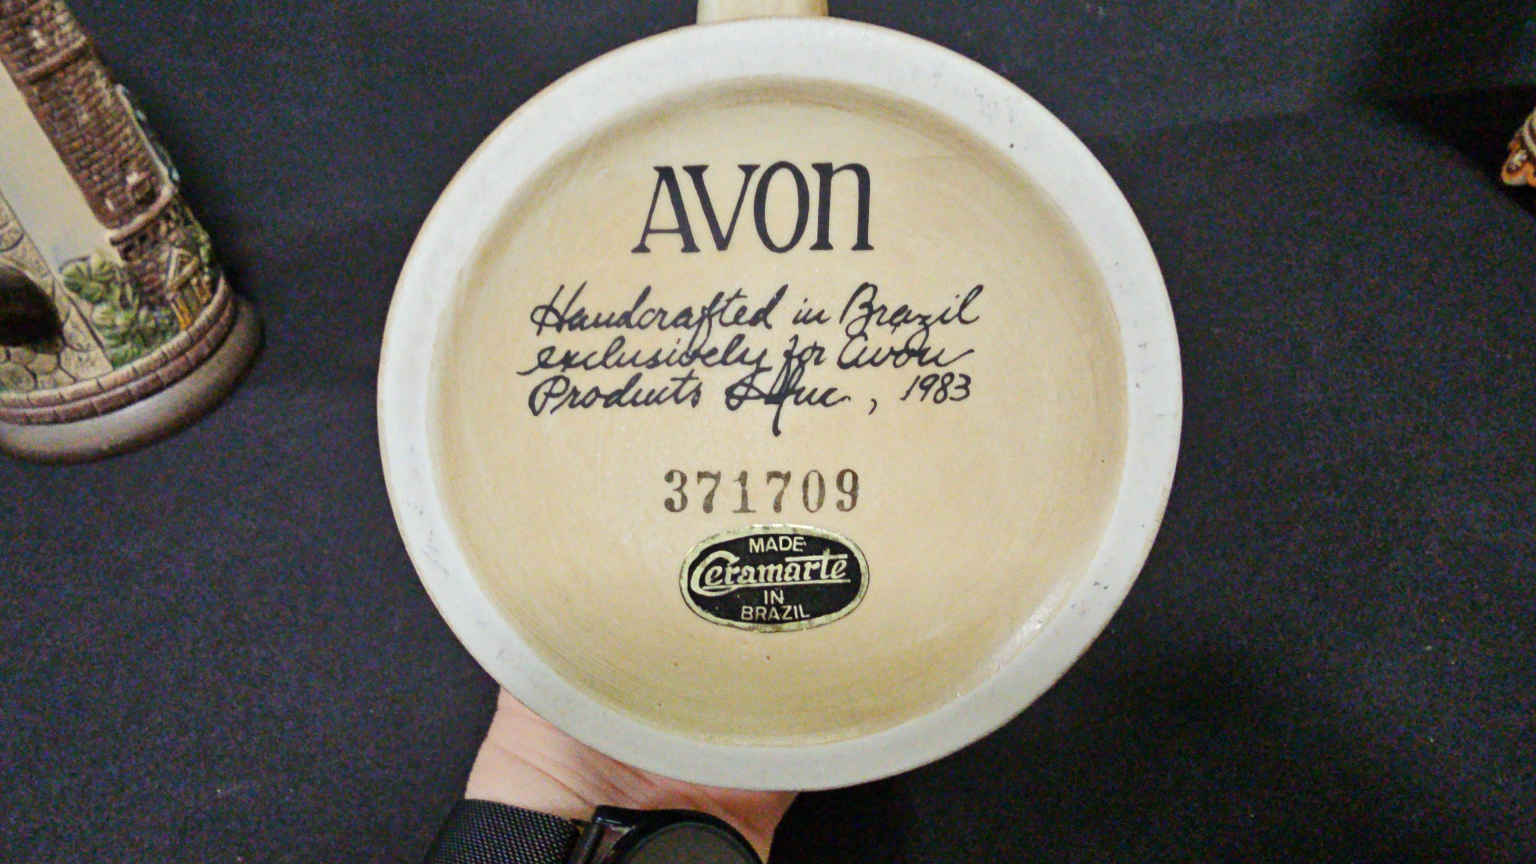 AVON
Handcrafted in Brazil
exclusively for Avon
Products Inc., 1983
371709
MADE
Ceramarte
IN
BRAZIL